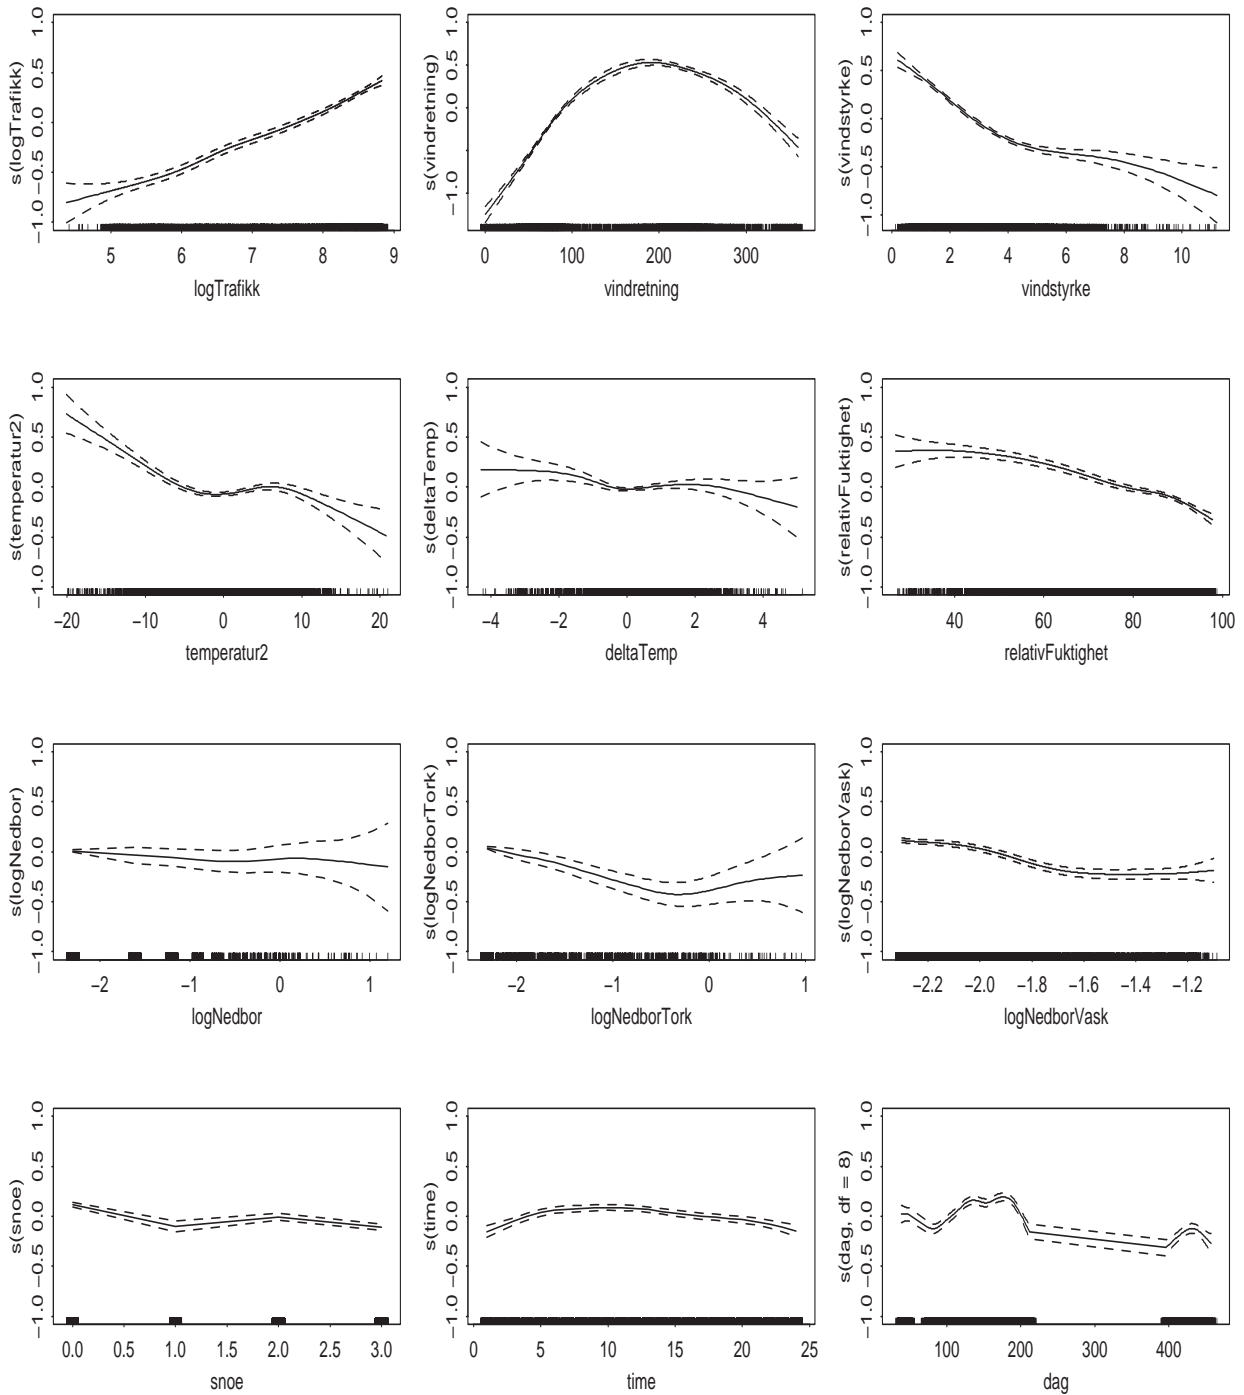 s(logTrafikk)
−1.0 −0.5 0.0 0.5 1.0
5 6 7 8 9
logTrafikk
s(vindretning)
−1.0 0.0 0.5 1.0
0 100 200 300
vindretning
s(vindstyrke)
−1.0 −0.5 0.0 0.5 1.0
0 2 4 6 8 10
vindstyrke
s(temperatur2)
−1.0 −0.5 0.0 0.5 1.0
−20 −10 0 10 20
temperatur2
s(deltaTemp)
−1.0 −0.5 0.0 0.5 1.0
−4 −2 0 2 4
deltaTemp
s(relativFuktighet)
−1.0 −0.5 0.0 0.5 1.0
40 60 80 100
relativFuktighet
s(logNedbor)
−1.0 −0.5 0.0 0.5 1.0
−2 −1 0 1
logNedbor
s(logNedborTork)
−1.0 −0.5 0.0 0.5 1.0
−2 −1 0 1
logNedborTork
s(logNedborVask)
−1.0 −0.5 0.0 0.5 1.0
−2.2 −2.0 −1.8 −1.6 −1.4 −1.2
logNedborVask
s(snoe)
−1.0 −0.5 0.0 0.5 1.0
0.0 0.5 1.0 1.5 2.0 2.5 3.0
snoe
s(time)
−1.0 −0.5 0.0 0.5 1.0
0 5 10 15 20 25
time
s(dag, df = 8)
−1.0 −0.5 0.0 0.5 1.0
100 200 300 400
dag